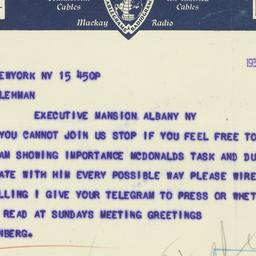 Cables
Cables
Mackay Radio
193
EWYORK NY 15 450P
LEHMAN
EXECUTIVE MANSION ALBANY NY
YOU CANNOT JOIN US STOP IF YOU FEEL FREE TO
AM SHOWING IMPORTANCE MCDONALDS TASK AND DU
ATE WITH HIM EVERY POSSIBLE WAY PLEASE WIRE
LLING I GIVE YOUR TELEGRAM TO PRESS OR WHET
READ AT SUNDAYS MEETING GREETINGS
NBERG.